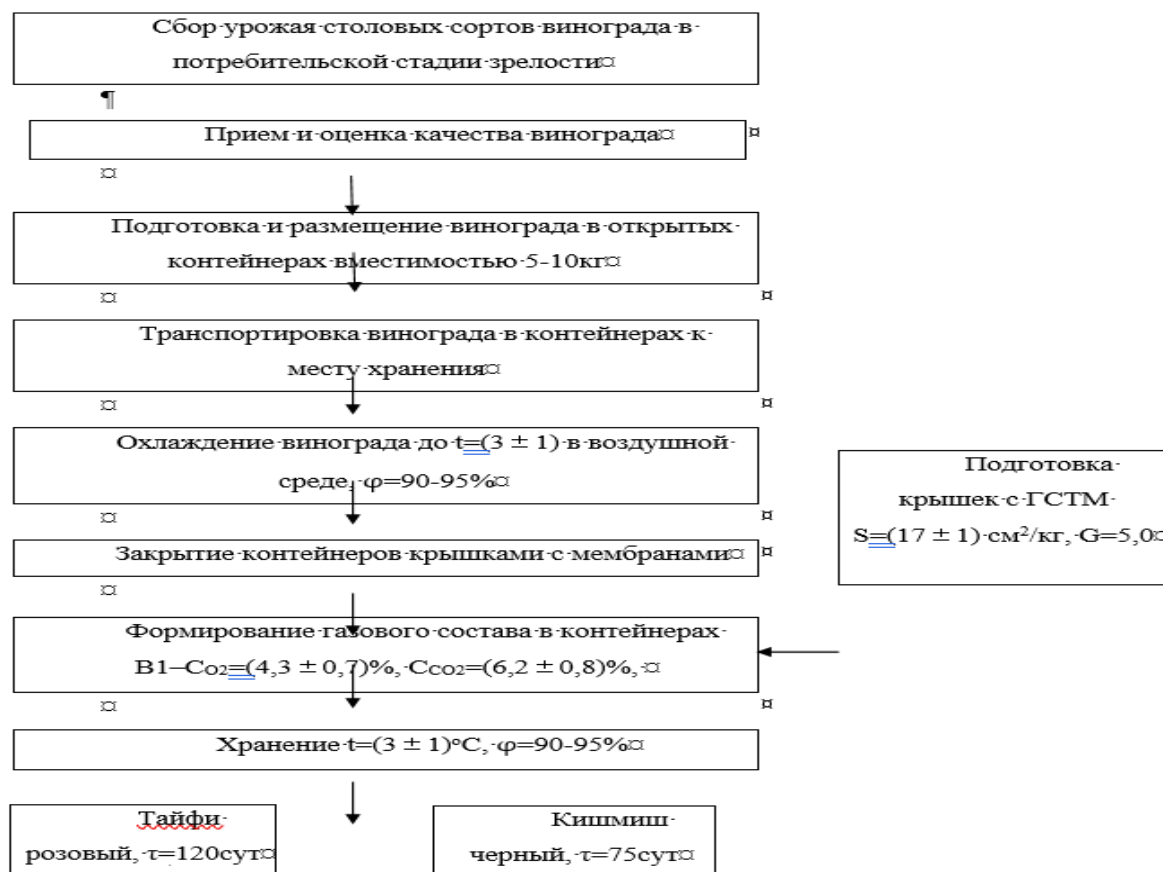 Сбор урожая столовых сортов винограда в
потребительской стадии зрелости¤
¶
Прием и оценка качества винограда¤ ¤
¤
Подготовка и размещение винограда в открытых
контейнерах вместимостью 5-10кг¤
¤ ¤
Транспортировка винограда в контейнерах к
месту хранения¤
¤ ¤
Охлаждение винограда до t=(3 ± 1) в воздушной
среде, φ=90-95%¤
¤ ¤
Подготовка
крышек с ГСТМ
S=(17 ± 1) см²/кг, G=5,0¤
Закрытие контейнеров крышками с мембранами¤ ¤
¤
Формирование газового состава в контейнерах
В1–Co2=(4,3 ± 0,7)%, Cco2=(6,2 ± 0,8)%, ¤
¤ ¤
Хранение t=(3 ± 1)°С, φ=90-95%¤
Тайфи
розовый, τ=120сут¤
Кишмиш
черный, τ=75сут¤